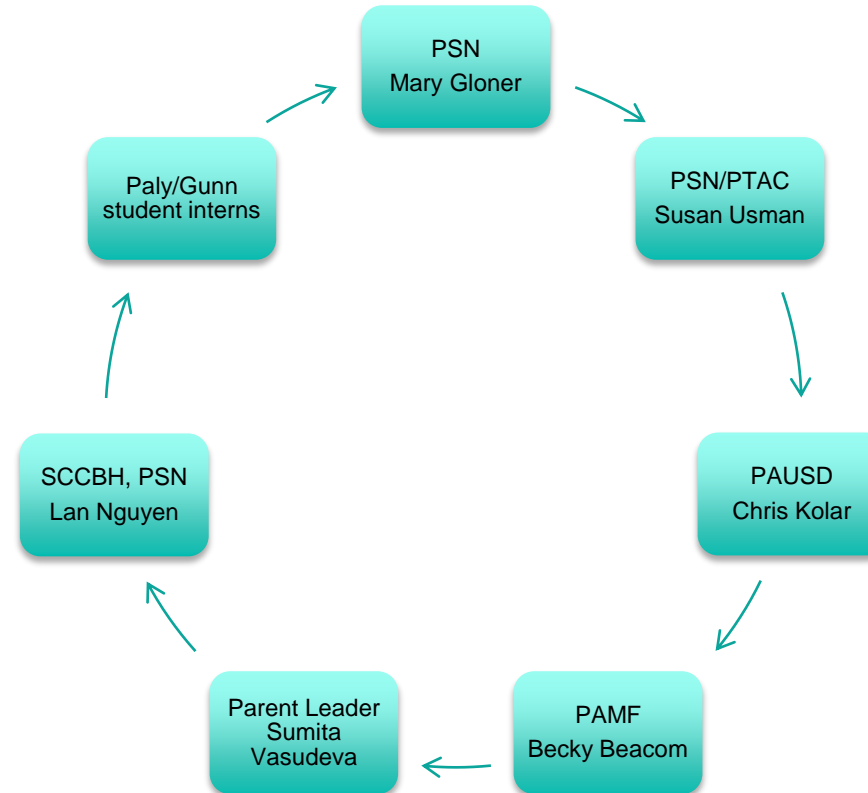 PSN
Mary Gloner
PSN/PTAC
Susan Usman
PAUSD
Chris Kolar
PAMF
Becky Beacom
Parent Leader
Sumita
Vasudeva
SCCBH, PSN
Lan Nguyen
Paly/Gunn
student interns